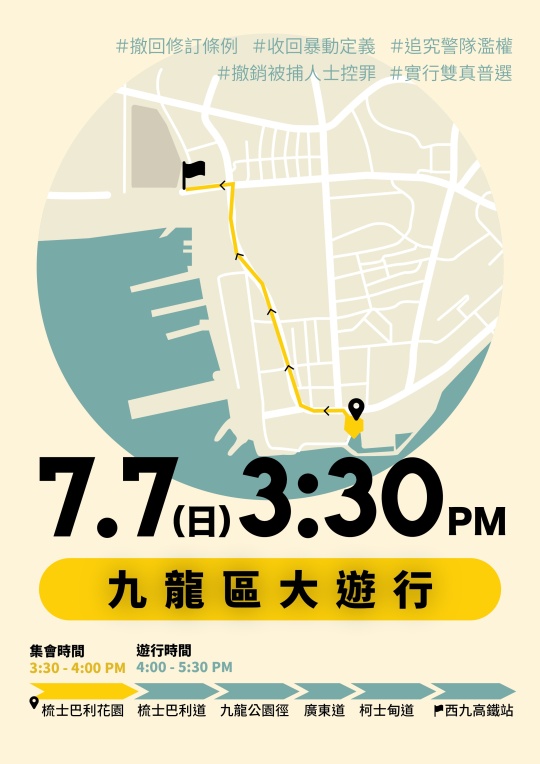 #撤回修訂條例 #收回暴動定義 #追究警隊濫權
#撤銷被捕人士控罪 #實行雙真普選
7.7(日)3:30PM
九龍區大遊行
集會時間 遊行時間
3:30 - 4:00 PM 4:00 - 5:30 PM
梳士巴利花園 梳士巴利道 九龍公園徑 廣東道 柯士甸道 西九高鐵站